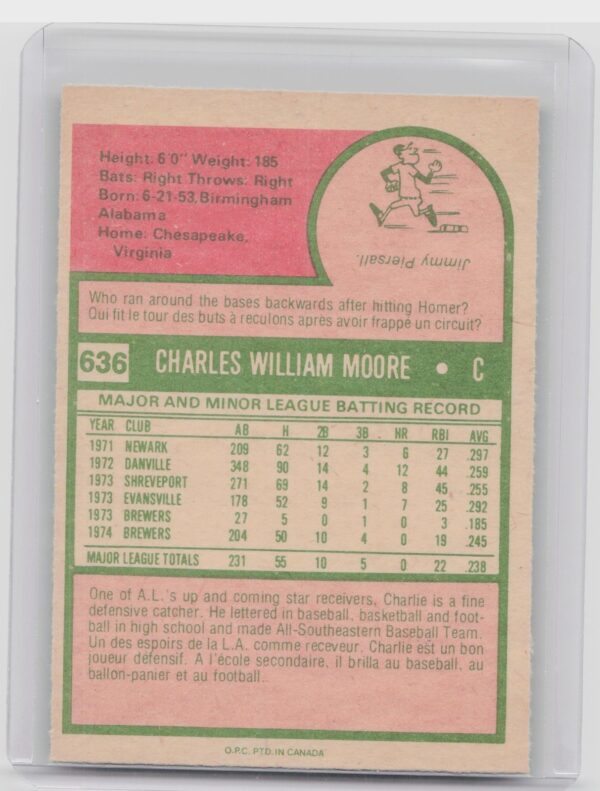 Height: 6'0" Weight: 185
Bats: Right Throws: Right
Born: 6-21-53, Birmingham
Alabama
Home: Chesapeake,
Virginia
Jimmy Piersall.
Who ran around the bases backwards after hitting Homer?
Qui fit le tour des buts à reculons après avoir frappé un circuit?
636 CHARLES WILLIAM MOORE • C
MAJOR AND MINOR LEAGUE BATTING RECORD
YEAR CLUB AB H 2B 3B HR RBI AVG.
1971 NEWARK 209 62 12 3 6 27 .297
1972 DANVILLE 348 90 14 4 12 44 .259
1973 SHREVEPORT 271 69 14 2 8 45 .255
1973 EVANSVILLE 178 52 9 1 7 25 .292
1973 BREWERS 27 5 0 1 0 3 .185
1974 BREWERS 204 50 10 4 0 19 .245
MAJOR LEAGUE TOTALS 231 55 10 5 0 22 .238
One of A.L.'s up and coming star receivers, Charlie is a fine
defensive catcher. He lettered in baseball, basketball and foot-
ball in high school and made All-Southeastern Baseball Team.
Un des espoirs de la L.A. comme receveur, Charlie est un bon
joueur défensif. A l'école secondaire, il brilla au baseball, au
ballon-panier et au football.
O.P.C. PTD. IN CANADA